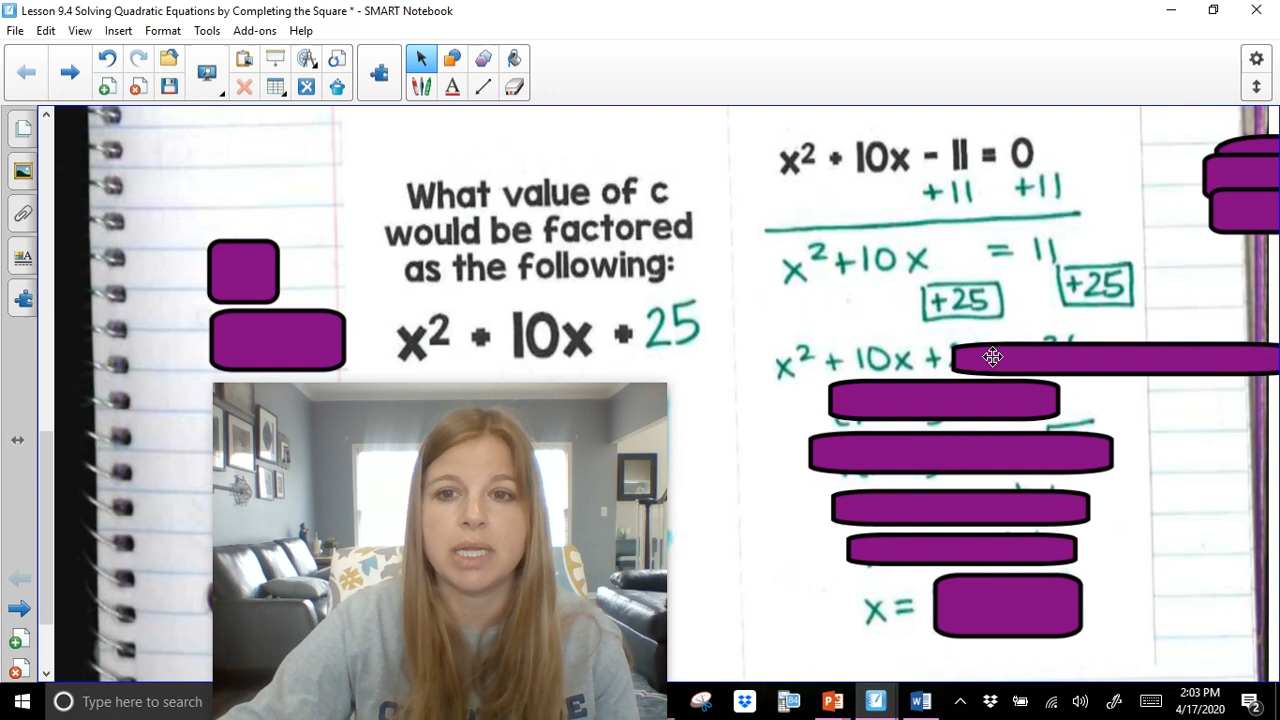 Lesson 9.4 Solving Quadratic Equations by Completing the Square * - SMART Notebook
File Edit View Insert Format Tools Add-ons Help
What value of c
would be factored
as the following:
x² + 10x + 25
x² + 10x - 11 = 0
+11 +11
x² + 10x = 11
+25 +25
x² + 10x +
x =
Type here to search
2:03 PM
4/17/2020
2